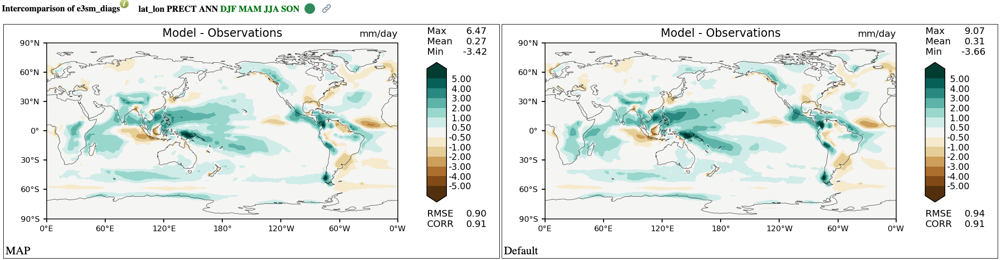 Intercomparison of e3sm_diags i lat_lon PRECT ANN DJF MAM JJA SON
Model - Observations mm/day
Max 6.47
Mean 0.27
Min -3.42
90°N
60°N
30°N
0°
30°S
60°S
90°S
0°E 60°E 120°E 180° 120°W 60°W 0°W
5.00
4.00
3.00
2.00
1.00
0.50
-0.50
-1.00
-2.00
-3.00
-4.00
-5.00
RMSE 0.90
CORR 0.91
MAP
Model - Observations mm/day
Max 9.07
Mean 0.31
Min -3.66
90°N
60°N
30°N
0°
30°S
60°S
90°S
0°E 60°E 120°E 180° 120°W 60°W 0°W
5.00
4.00
3.00
2.00
1.00
0.50
-0.50
-1.00
-2.00
-3.00
-4.00
-5.00
RMSE 0.94
CORR 0.91
Default